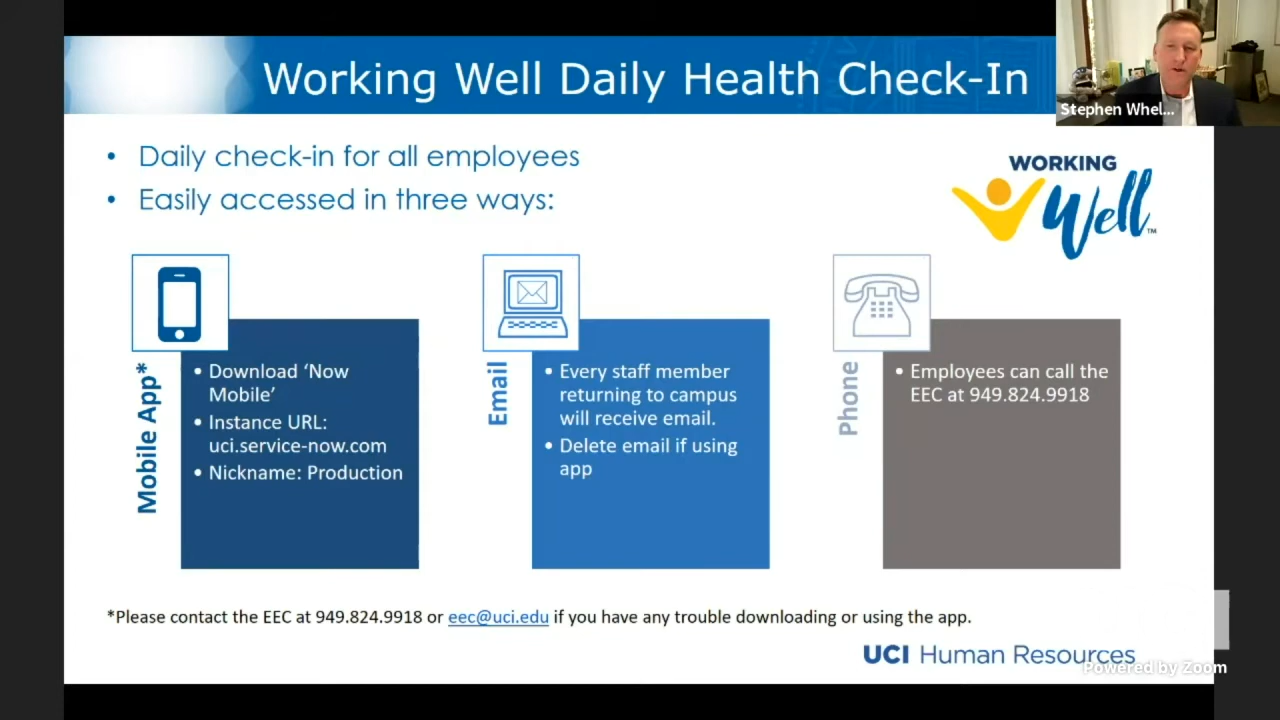 Working Well Daily Health Check-In
Stephen Whel...
• Daily check-in for all employees
• Easily accessed in three ways:
WORKING
Well™
Mobile App*
• Download ‘Now
Mobile’
• Instance URL:
uci.service-now.com
• Nickname: Production
Email
• Every staff member
returning to campus
will receive email.
• Delete email if using
app
Phone
• Employees can call the
EEC at 949.824.9918
*Please contact the EEC at 949.824.9918 or eec@uci.edu if you have any trouble downloading or using the app.
UCI Human Resources
Powered by Zoom